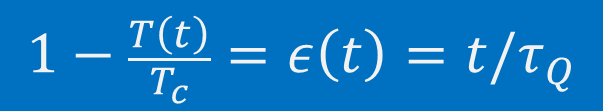 1 − T(t)/T_c = ϵ(t) = t/τ_Q